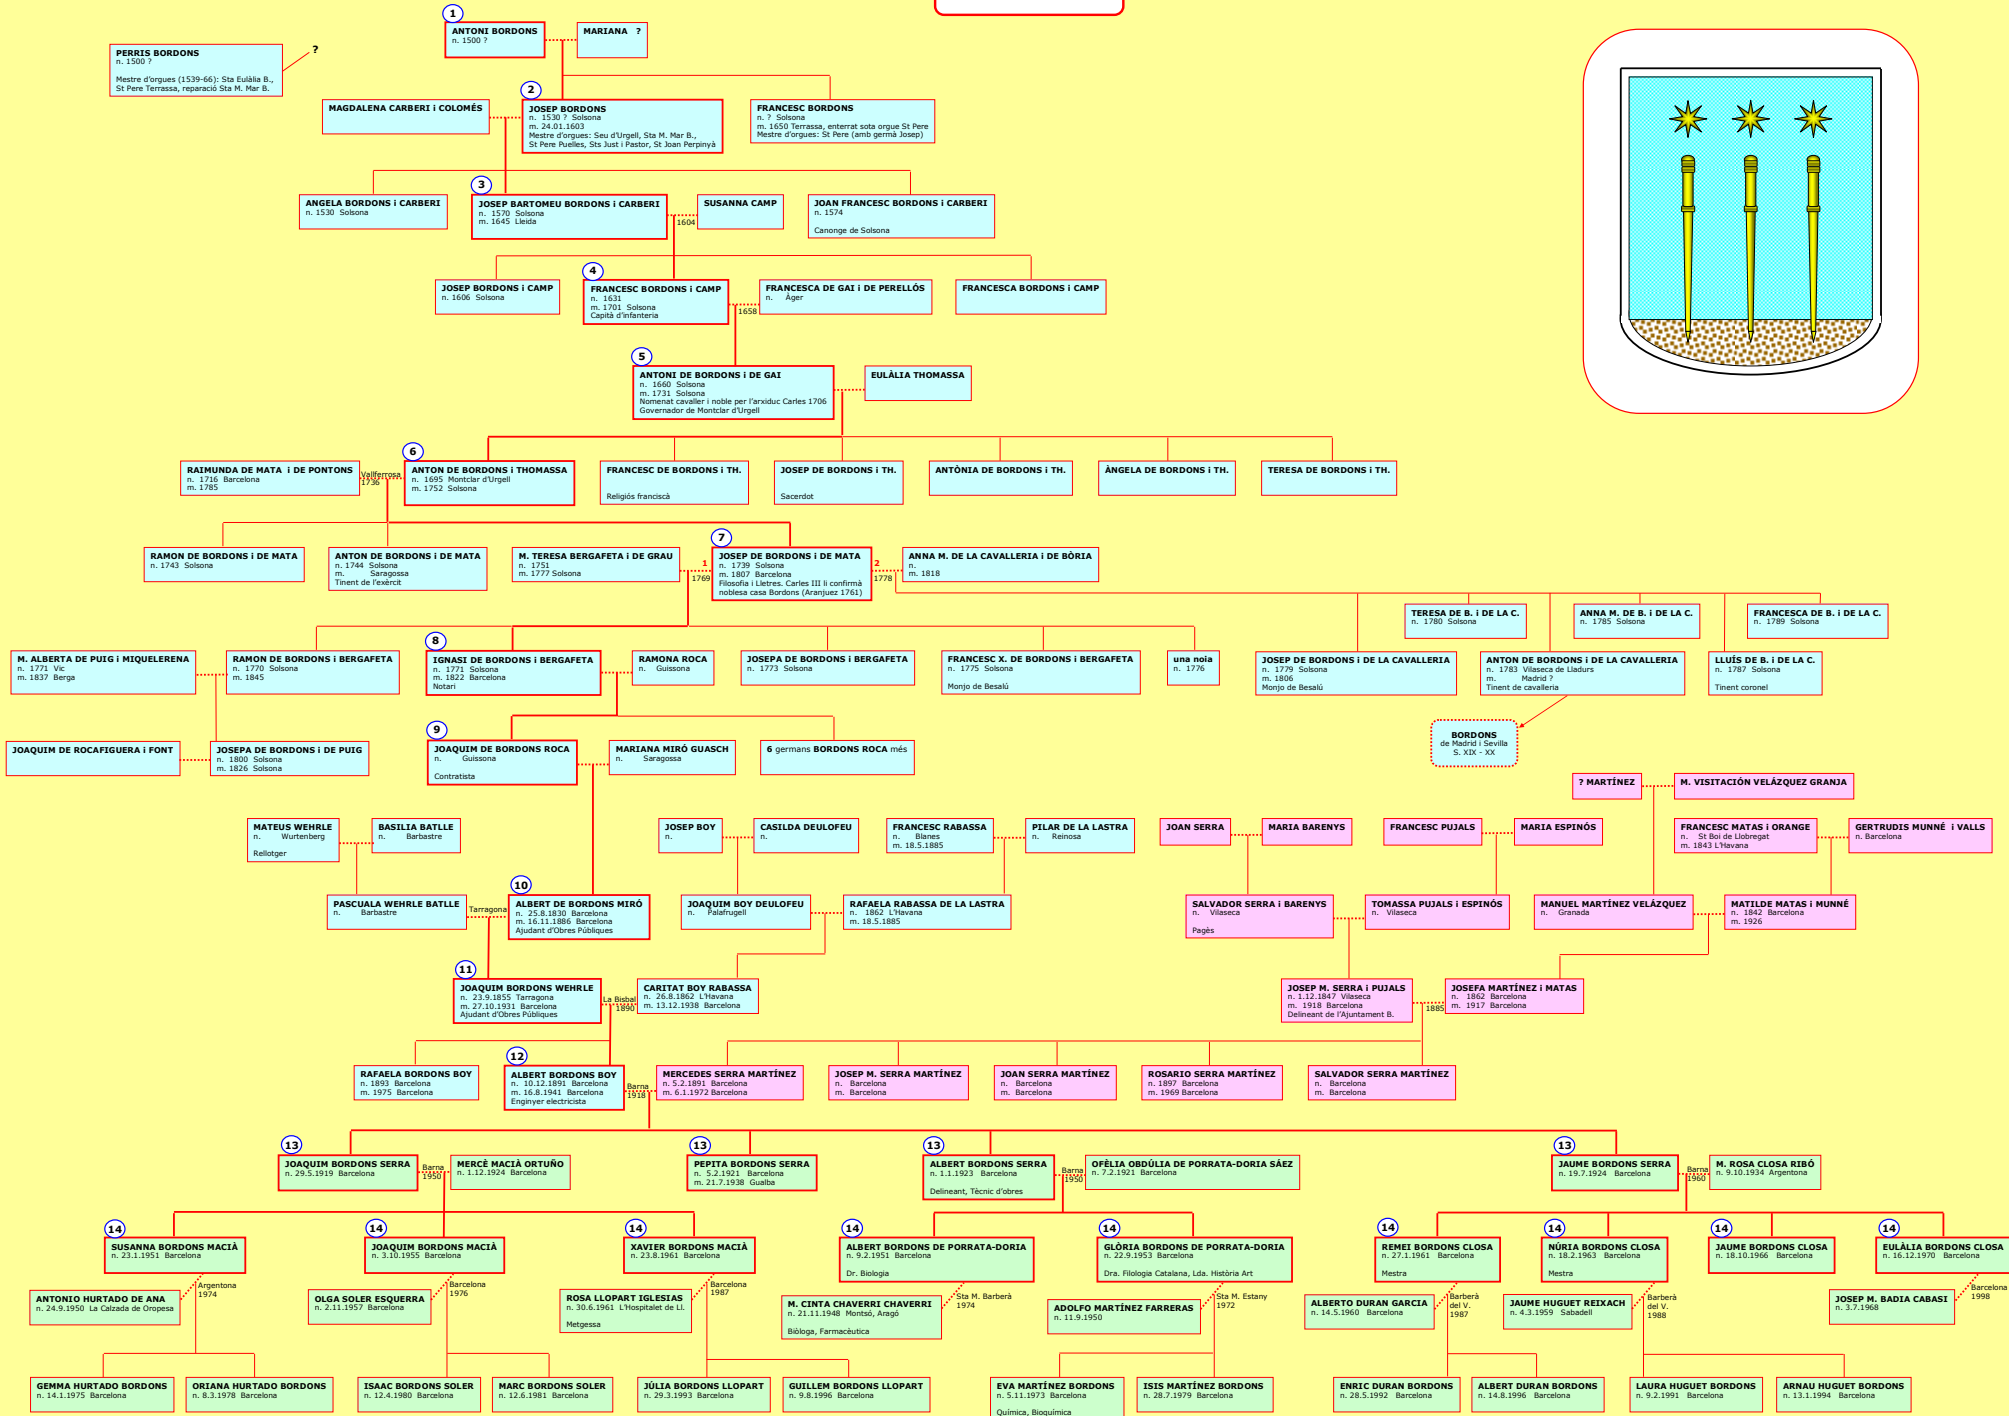 1
ANTONI BORDONS
n. 1500 ?
MARIANA ?
PERRIS BORDONS
n. 1500 ?
Mestre d'orgues (1539-66): Sta Eulàlia B.,
St Pere Terrassa, reparació Sta M. Mar B.
?
MAGDALENA CARBERI i COLOMÉS
2
JOSEP BORDONS
n. 1530 ? Solsona
m. 24.01.1603
Mestre d'orgues: Seu d'Urgell, Sta M. Mar B.,
St Pere Puelles, Sts Just i Pastor, St Joan Perpinyà
FRANCESC BORDONS
n. ? Solsona
m. 1650 Terrassa, enterrat sota orgue St Pere
Mestre d'orgues: St Pere (amb germà Josep)
ANGELA BORDONS i CARBERI
n. 1530 Solsona
3
JOSEP BARTOMEU BORDONS i CARBERI
n. 1570 Solsona
m. 1645 Lleida
1604
SUSANNA CAMP
JOAN FRANCESC BORDONS i CARBERI
n. 1574
Canonge de Solsona
JOSEP BORDONS i CAMP
n. 1606 Solsona
4
FRANCESC BORDONS i CAMP
n. 1631
m. 1701 Solsona
Capità d'infanteria
1658
FRANCESCA DE GAI i DE PERELLÓS
n. Àger
FRANCESCA BORDONS i CAMP
5
ANTONI DE BORDONS i DE GAI
n. 1660 Solsona
m. 1731 Solsona
Nomenat cavaller i noble per l'arxiduc Carles 1706
Governador de Montclar d'Urgell
EULÀLIA THOMASSA
RAIMUNDA DE MATA i DE PONTONS
n. 1716 Barcelona
m. 1785
Vallferrosa
1736
6
ANTON DE BORDONS i THOMASSA
n. 1695 Montclar d'Urgell
m. 1752 Solsona
FRANCESC DE BORDONS i TH.
Religiós franciscà
JOSEP DE BORDONS i TH.
Sacerdot
ANTÒNIA DE BORDONS i TH.
ÀNGELA DE BORDONS i TH.
TERESA DE BORDONS i TH.
RAMON DE BORDONS i DE MATA
n. 1743 Solsona
ANTON DE BORDONS i DE MATA
n. 1744 Solsona
m. Saragossa
Tinent de l'exèrcit
M. TERESA BERGAFETA i DE GRAU
n. 1751
m. 1777 Solsona
1
1769
7
JOSEP DE BORDONS i DE MATA
n. 1739 Solsona
m. 1807 Barcelona
Filosofia i Lletres. Carles III li confirmà
noblesa casa Bordons (Aranjuez 1761)
2
1778
ANNA M. DE LA CAVALLERIA i DE BÒRIA
n.
m. 1818
TERESA DE B. i DE LA C.
n. 1780 Solsona
ANNA M. DE B. i DE LA C.
n. 1785 Solsona
FRANCESCA DE B. i DE LA C.
n. 1789 Solsona
M. ALBERTA DE PUIG i MIQUELERENA
n. 1771 Vic
m. 1837 Berga
RAMON DE BORDONS i BERGAFETA
n. 1770 Solsona
m. 1845
8
IGNASI DE BORDONS i BERGAFETA
n. 1771 Solsona
m. 1822 Barcelona
Notari
RAMONA ROCA
n. Guissona
JOSEPA DE BORDONS i BERGAFETA
n. 1773 Solsona
FRANCESC X. DE BORDONS i BERGAFETA
n. 1775 Solsona
Monjo de Besalú
una noia
n. 1776
JOSEP DE BORDONS i DE LA CAVALLERIA
n. 1779 Solsona
m. 1806
Monjo de Besalú
ANTON DE BORDONS i DE LA CAVALLERIA
n. 1783 Vilaseca de Lladurs
m. Madrid ?
Tinent de cavalleria
LLUÍS DE B. i DE LA C.
n. 1787 Solsona
Tinent coronel
JOAQUIM DE ROCAFIGUERA i FONT
JOSEPA DE BORDONS i DE PUIG
n. 1800 Solsona
m. 1826 Solsona
9
JOAQUIM DE BORDONS ROCA
n. Guissona
Contratista
MARIANA MIRÓ GUASCH
n. Saragossa
6 germans BORDONS ROCA més
BORDONS
de Madrid i Sevilla
S. XIX - XX
? MARTÍNEZ
M. VISITACIÓN VELÁZQUEZ GRANJA
MATEUS WEHRLE
n. Wurtenberg
Rellotger
BASILIA BATLLE
n. Barbastre
JOSEP BOY
n.
CASILDA DEULOFEU
n.
FRANCESC RABASSA
n. Blanes
m. 18.5.1885
PILAR DE LA LASTRA
n. Reinosa
JOAN SERRA
MARIA BARENYS
FRANCESC PUJALS
MARIA ESPINÓS
FRANCESC MATAS i ORANGE
n. St Boi de Llobregat
m. 1843 L'Havana
GERTRUDIS MUNNÉ i VALLS
n. Barcelona
PASCUALA WEHRLE BATLLE
n. Barbastre
Tarragona
10
ALBERT DE BORDONS MIRÓ
n. 25.8.1830 Barcelona
m. 16.11.1886 Barcelona
Ajudant d'Obres Públiques
JOAQUIM BOY DEULOFEU
n. Palafrugell
RAFAELA RABASSA DE LA LASTRA
n. 1862 L'Havana
m. 18.5.1885
SALVADOR SERRA i BARENYS
n. Vilaseca
Pagès
TOMASSA PUJALS i ESPINÓS
n. Vilaseca
MANUEL MARTÍNEZ VELÁZQUEZ
n. Granada
MATILDE MATAS i MUNNÉ
n. 1842 Barcelona
m. 1926
11
JOAQUIM BORDONS WEHRLE
n. 23.9.1855 Tarragona
m. 27.10.1931 Barcelona
Ajudant d'Obres Públiques
La Bisbal
1890
CARITAT BOY RABASSA
n. 26.8.1862 L'Havana
m. 13.12.1938 Barcelona
JOSEP M. SERRA i PUJALS
n. 1.12.1847 Vilaseca
m. 1918 Barcelona
Delineant de l'Ajuntament B.
1885
JOSEFA MARTÍNEZ i MATAS
n. 1862 Barcelona
m. 1917 Barcelona
RAFAELA BORDONS BOY
n. 1893 Barcelona
m. 1975 Barcelona
12
ALBERT BORDONS BOY
n. 10.12.1891 Barcelona
m. 16.8.1941 Barcelona
Enginyer electricista
Barna
1918
MERCEDES SERRA MARTÍNEZ
n. 5.2.1891 Barcelona
m. 6.1.1972 Barcelona
JOSEP M. SERRA MARTÍNEZ
n. Barcelona
m. Barcelona
JOAN SERRA MARTÍNEZ
n. Barcelona
m. Barcelona
ROSARIO SERRA MARTÍNEZ
n. 1897 Barcelona
m. 1969 Barcelona
SALVADOR SERRA MARTÍNEZ
n. Barcelona
m. Barcelona
13
JOAQUIM BORDONS SERRA
n. 29.5.1919 Barcelona
Barna
1950
MERCÈ MACIÀ ORTUÑO
n. 1.12.1924 Barcelona
13
PEPITA BORDONS SERRA
n. 5.2.1921 Barcelona
m. 21.7.1938 Gualba
13
ALBERT BORDONS SERRA
n. 1.1.1923 Barcelona
Delineant, Tècnic d'obres
Barna
1950
OFÈLIA OBDÚLIA DE PORRATA-DORIA SÁEZ
n. 7.2.1921 Barcelona
13
JAUME BORDONS SERRA
n. 19.7.1924 Barcelona
Barna
1960
M. ROSA CLOSA RIBÓ
n. 9.10.1934 Argentona
14
SUSANNA BORDONS MACIÀ
n. 23.1.1951 Barcelona
14
JOAQUIM BORDONS MACIÀ
n. 3.10.1955 Barcelona
14
XAVIER BORDONS MACIÀ
n. 23.8.1961 Barcelona
14
ALBERT BORDONS DE PORRATA-DORIA
n. 9.2.1951 Barcelona
Dr. Biologia
14
GLÒRIA BORDONS DE PORRATA-DORIA
n. 22.9.1953 Barcelona
Dra. Filologia Catalana, Lda. Història Art
14
REMEI BORDONS CLOSA
n. 27.1.1961 Barcelona
Mestra
14
NÚRIA BORDONS CLOSA
n. 18.2.1963 Barcelona
Mestra
14
JAUME BORDONS CLOSA
n. 18.10.1966 Barcelona
14
EULÀLIA BORDONS CLOSA
n. 16.12.1970 Barcelona
Argentona
1974
ANTONIO HURTADO DE ANA
n. 24.9.1950 La Calzada de Oropesa
Barcelona
1976
OLGA SOLER ESQUERRA
n. 2.11.1957 Barcelona
Barcelona
1987
ROSA LLOPART IGLESIAS
n. 30.6.1961 L'Hospitalet de Ll.
Metgessa
Sta M. Barberà
1974
M. CINTA CHAVERRI CHAVERRI
n. 21.11.1948 Montsó, Aragó
Biòloga, Farmacèutica
Sta M. Estany
1972
ADOLFO MARTÍNEZ FARRERAS
n. 11.9.1950
Barberà
del V.
1987
ALBERTO DURAN GARCIA
n. 14.5.1960 Barcelona
Barberà
del V.
1988
JAUME HUGUET REIXACH
n. 4.3.1959 Sabadell
Barcelona
1998
JOSEP M. BADIA CABASI
n. 3.7.1968
GEMMA HURTADO BORDONS
n. 14.1.1975 Barcelona
ORIANA HURTADO BORDONS
n. 8.3.1978 Barcelona
ISAAC BORDONS SOLER
n. 12.4.1980 Barcelona
MARC BORDONS SOLER
n. 12.6.1981 Barcelona
JÚLIA BORDONS LLOPART
n. 29.3.1993 Barcelona
GUILLEM BORDONS LLOPART
n. 9.8.1996 Barcelona
EVA MARTÍNEZ BORDONS
n. 5.11.1973 Barcelona
Química, Bioquímica
ISIS MARTÍNEZ BORDONS
n. 28.7.1979 Barcelona
ENRIC DURAN BORDONS
n. 28.5.1992 Barcelona
ALBERT DURAN BORDONS
n. 14.8.1996 Barcelona
LAURA HUGUET BORDONS
n. 9.2.1991 Barcelona
ARNAU HUGUET BORDONS
n. 13.1.1994 Barcelona